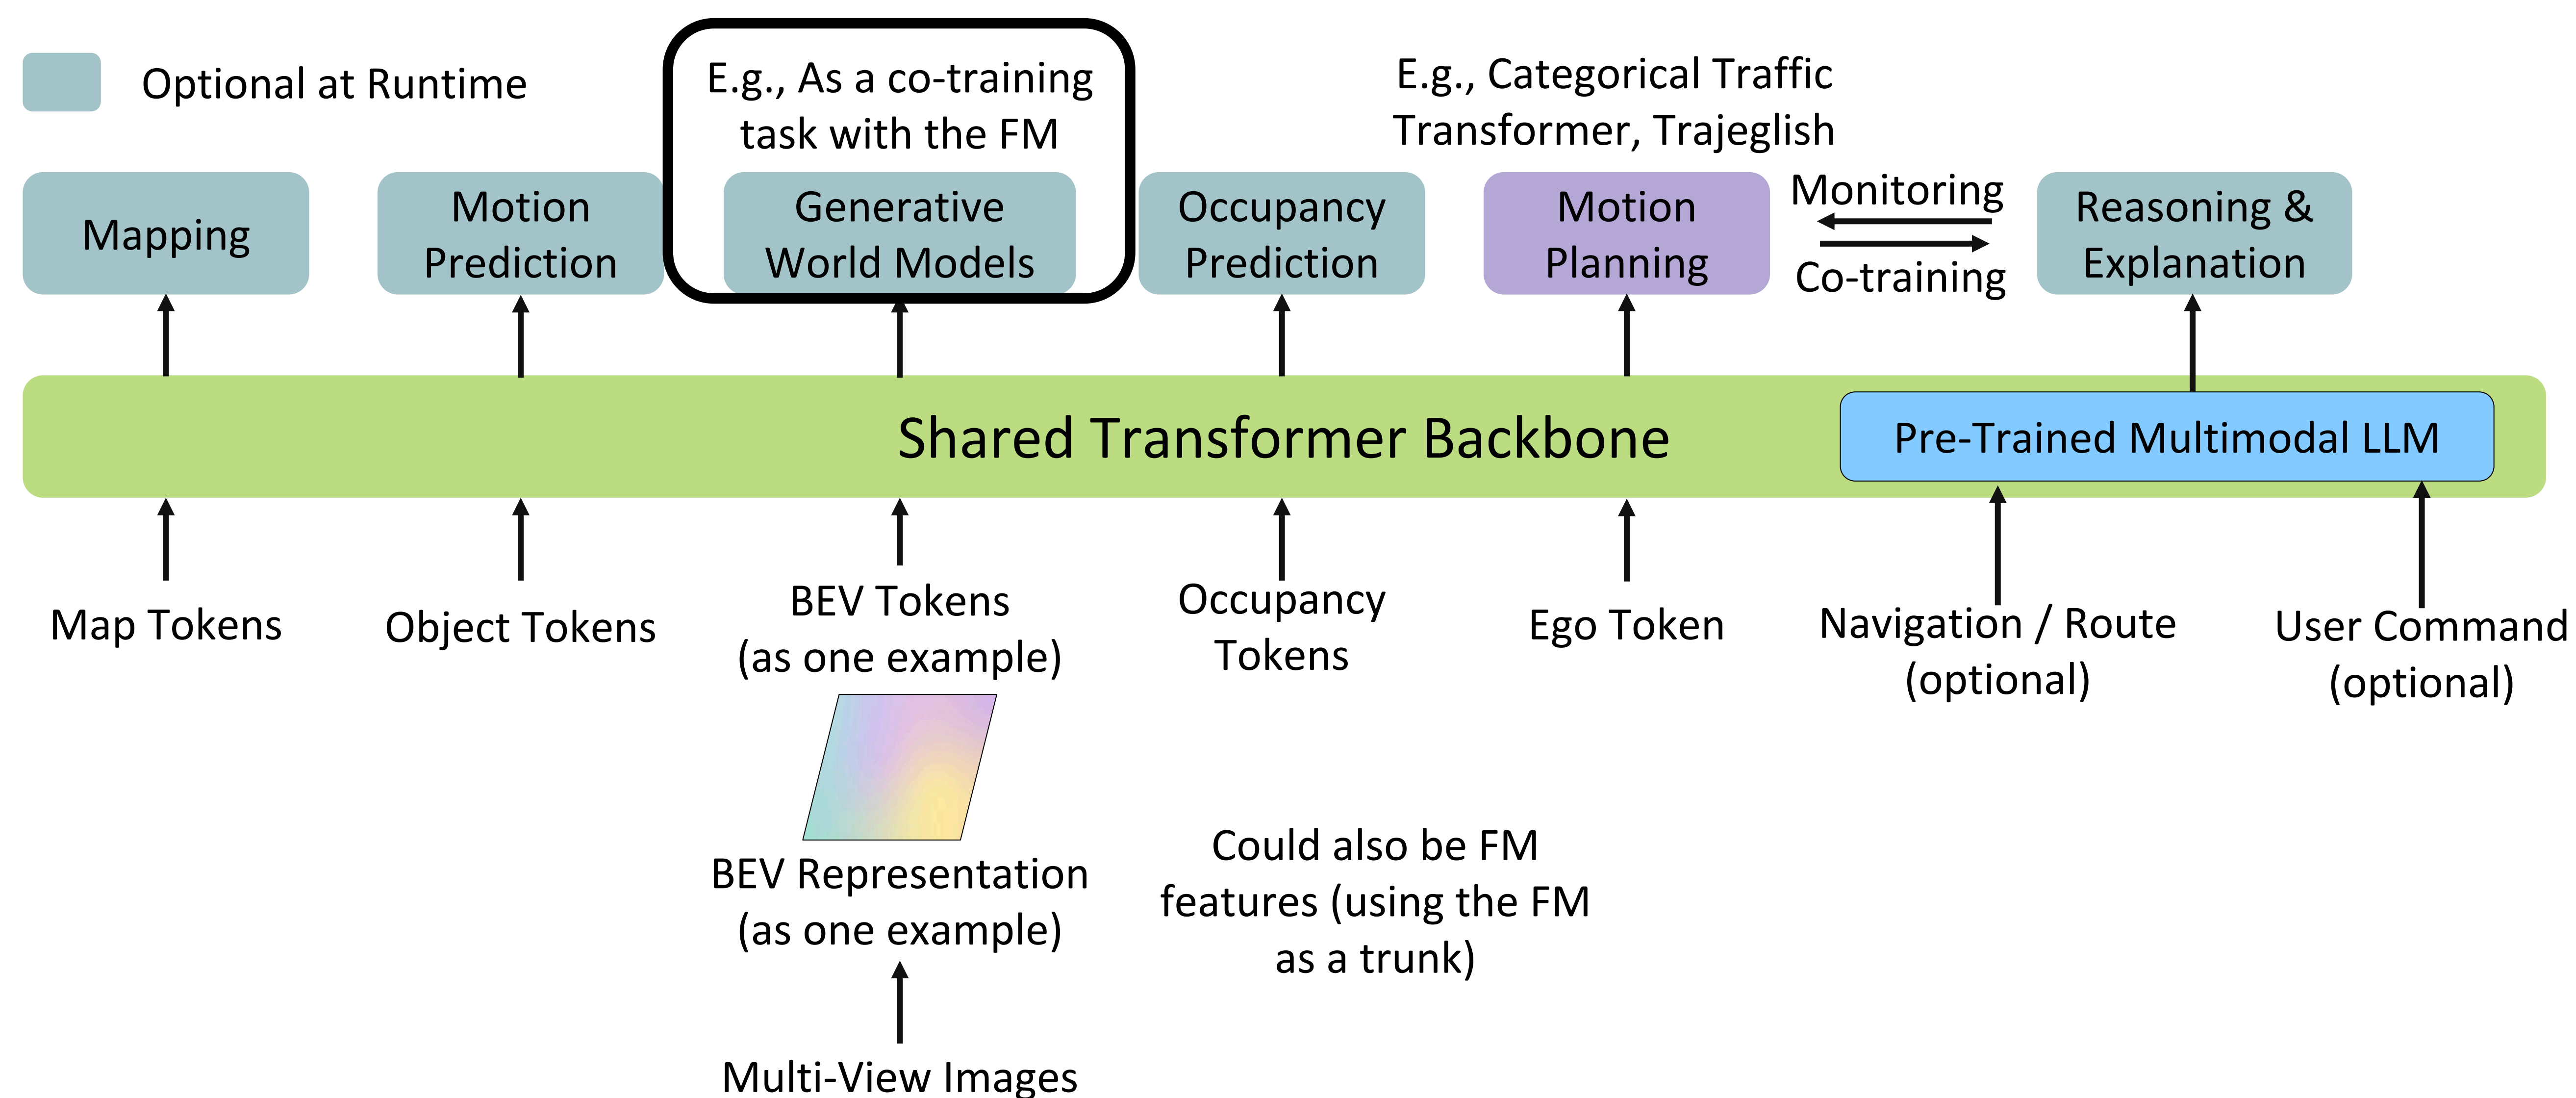 Optional at Runtime
E.g., As a co-training
task with the FM
E.g., Categorical Traffic
Transformer, Trajeglish
Mapping
Motion
Prediction
Generative
World Models
Occupancy
Prediction
Motion
Planning
Monitoring
Co-training
Reasoning &
Explanation
Shared Transformer Backbone
Pre-Trained Multimodal LLM
Map Tokens
Object Tokens
BEV Tokens
(as one example)
Occupancy
Tokens
Ego Token
Navigation / Route
(optional)
User Command
(optional)
BEV Representation
(as one example)
Could also be FM
features (using the FM
as a trunk)
Multi-View Images